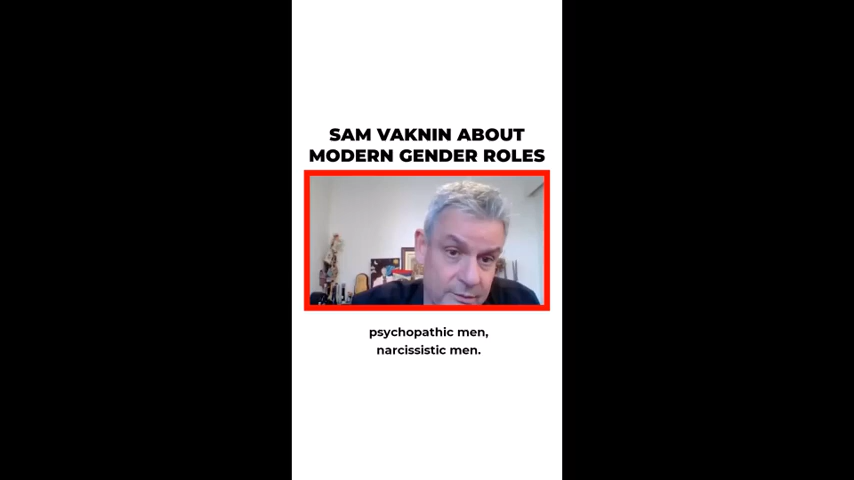 SAM VAKNIN ABOUT
MODERN GENDER ROLES
psychopathic men,
narcissistic men.